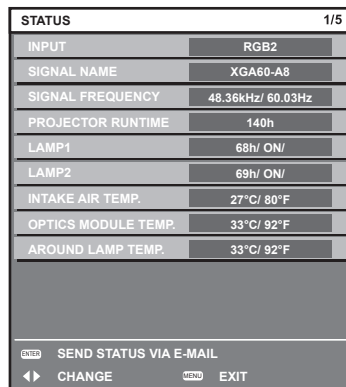 STATUS 1/5
INPUT RGB2
SIGNAL NAME XGA60-A8
SIGNAL FREQUENCY 48.36kHz/ 60.03Hz
PROJECTOR RUNTIME 140h
LAMP1 68h/ ON/
LAMP2 69h/ ON/
INTAKE AIR TEMP. 27°C/ 80°F
OPTICS MODULE TEMP. 33°C/ 92°F
AROUND LAMP TEMP. 33°C/ 92°F
ENTER SEND STATUS VIA E-MAIL
CHANGE MENU EXIT